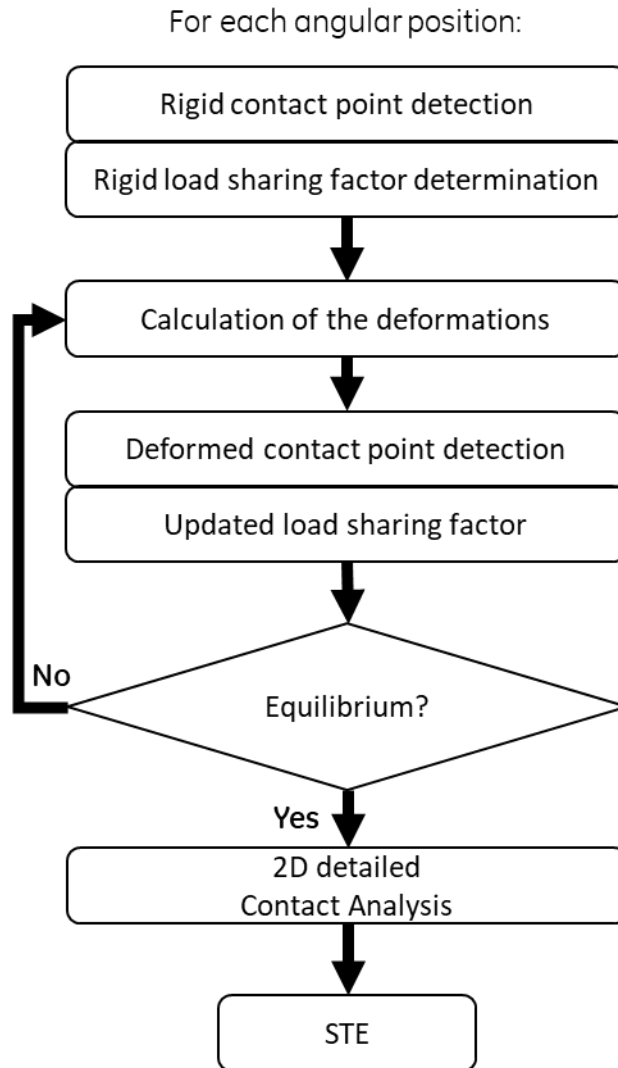 For each angular position:
Rigid contact point detection
Rigid load sharing factor determination
Calculation of the deformations
Deformed contact point detection
Updated load sharing factor
No
Equilibrium?
Yes
2D detailed
Contact Analysis
STE